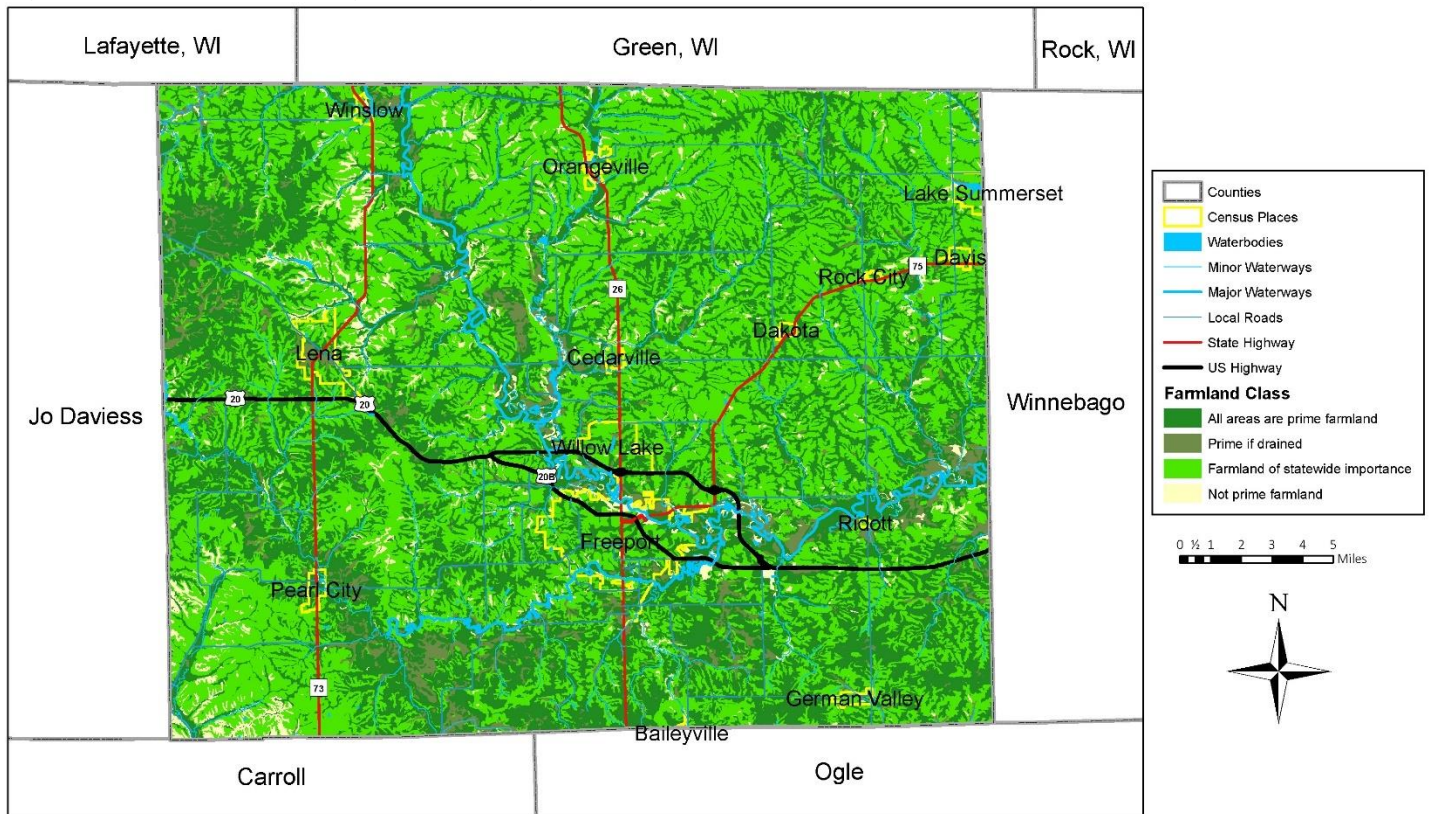 Lafayette, WI
Green, WI
Rock, WI
Winslow
Orangeville
Lake Summerset
Davis
75
Rock City
26
Dakota
Lena
Cedarville
Jo Daviess
20
20
Winnebago
Willow Lake
20B
Ridott
Freeport
Pearl City
73
German Valley
Baileyville
Carroll
Ogle
Counties
Census Places
Waterbodies
Minor Waterways
Major Waterways
Local Roads
State Highway
US Highway
Farmland Class
All areas are prime farmland
Prime if drained
Farmland of statewide importance
Not prime farmland
0 ½ 1 2 3 4 5
Miles
N